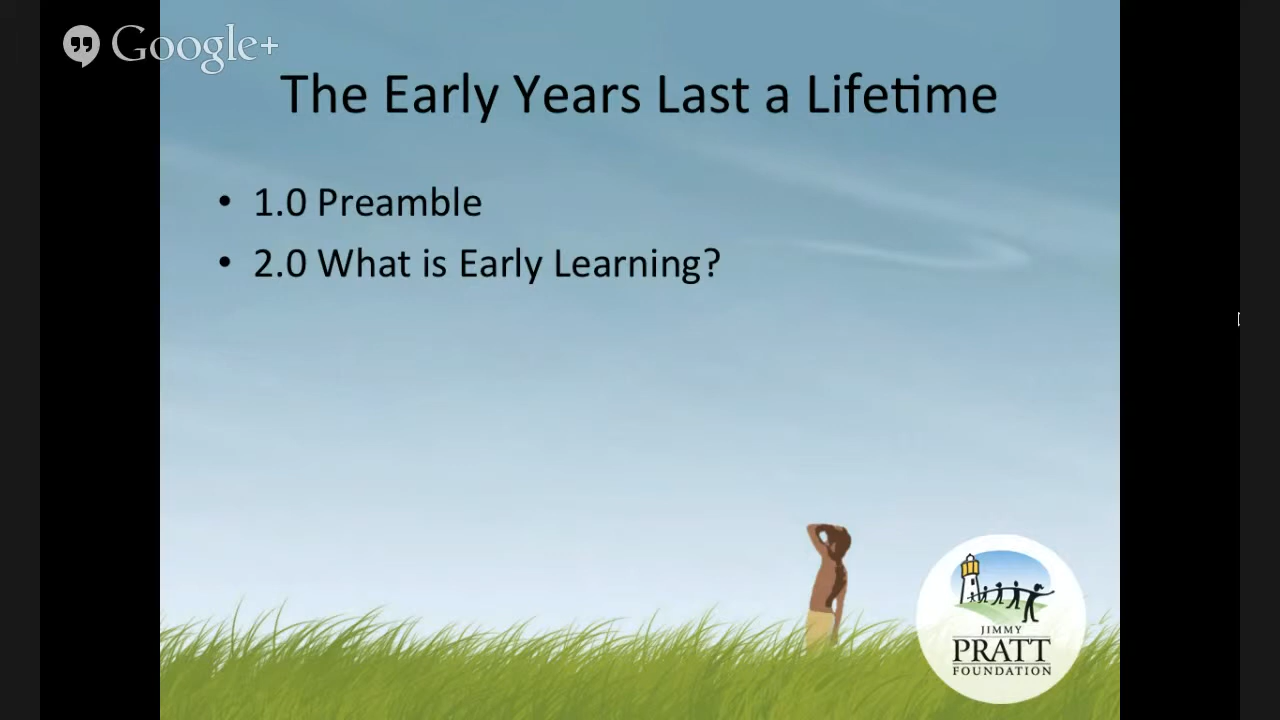 Google+
The Early Years Last a Lifetime
• 1.0 Preamble
• 2.0 What is Early Learning?
JIMMY
PRATT
FOUNDATION